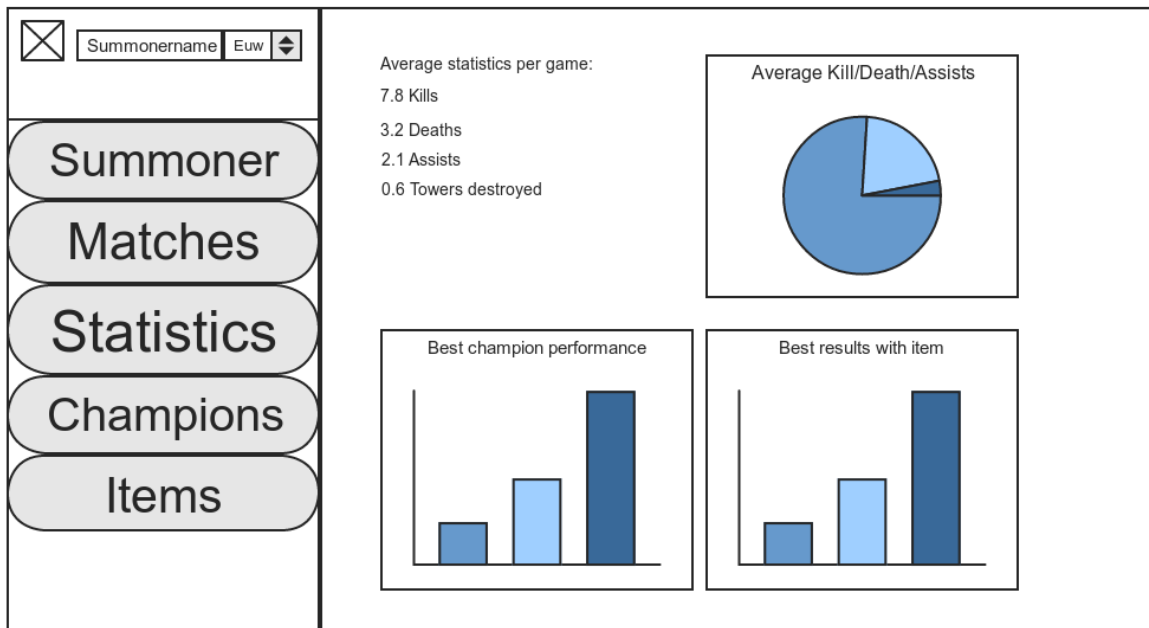 Summonername
Euw
Summoner
Matches
Statistics
Champions
Items
Average statistics per game:
7.8 Kills
3.2 Deaths
2.1 Assists
0.6 Towers destroyed
Average Kill/Death/Assists
Best champion performance
Best results with item